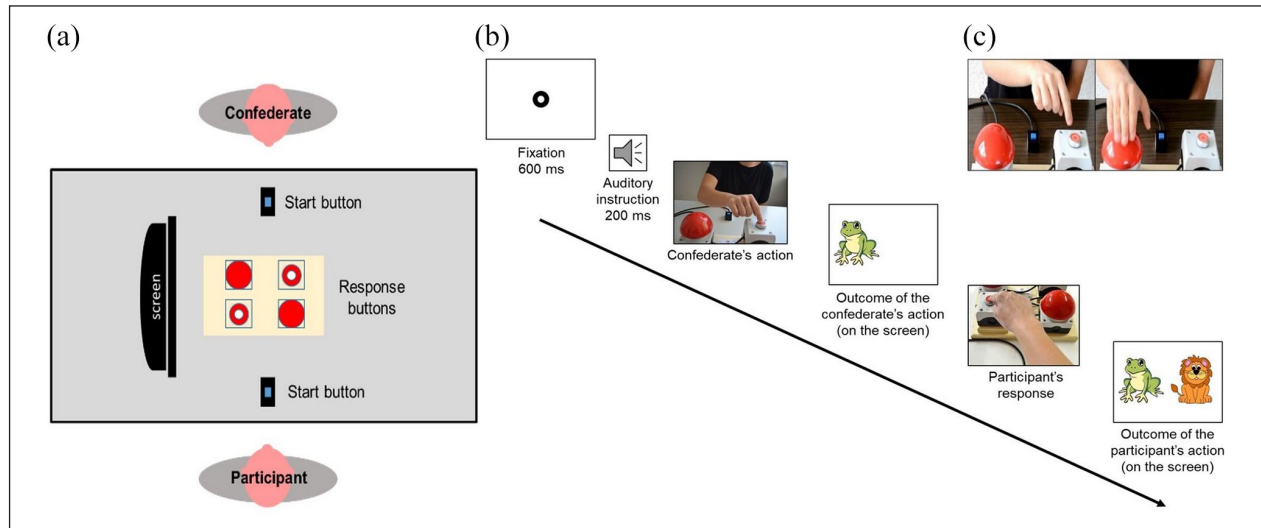 (a)
Confederate
Start button
screen
Response
buttons
Start button
Participant
(b)
Fixation
600 ms
Auditory
instruction
200 ms
Confederate's action
Outcome of the
confederate's action
(on the screen)
Participant's
response
Outcome of the
participant's action
(on the screen)
(c)